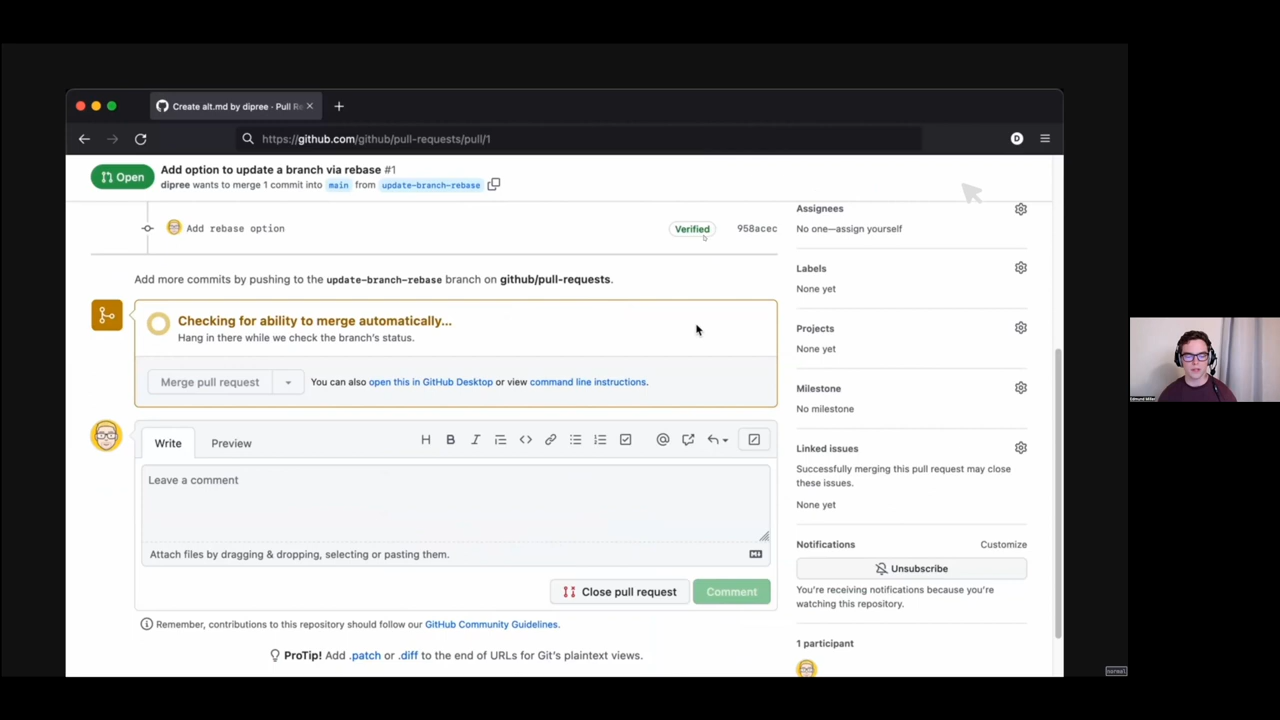 Create alt.md by dipree · Pull Re
https://github.com/github/pull-requests/pull/1
D
Open
Add option to update a branch via rebase #1
dipree wants to merge 1 commit into main from update-branch-rebase
Add rebase option
Verified
958acec
Add more commits by pushing to the update-branch-rebase branch on github/pull-requests.
Checking for ability to merge automatically...
Hang in there while we check the branch's status.
Merge pull request
You can also open this in GitHub Desktop or view command line instructions.
Write
Preview
Leave a comment
Attach files by dragging & dropping, selecting or pasting them.
Close pull request
Comment
Remember, contributions to this repository should follow our GitHub Community Guidelines.
ProTip! Add .patch or .diff to the end of URLs for Git's plaintext views.
Assignees
No one—assign yourself
Labels
None yet
Projects
None yet
Milestone
No milestone
Linked issues
Successfully merging this pull request may close
these issues.
None yet
Notifications
Customize
Unsubscribe
You're receiving notifications because you're
watching this repository.
1 participant
normal
Edmund Miller